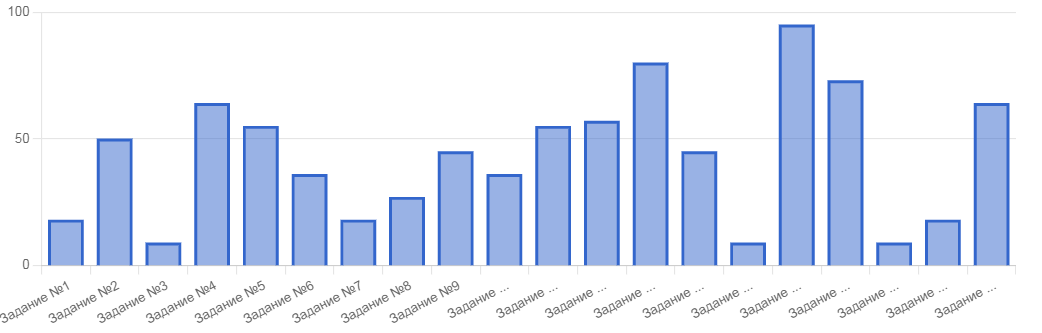 100
50
0
Задание №1
Задание №2
Задание №3
Задание №4
Задание №5
Задание №6
Задание №7
Задание №8
Задание №9
Задание ...
Задание ...
Задание ...
Задание ...
Задание ...
Задание ...
Задание ...
Задание ...
Задание ...
Задание ...
Задание ...